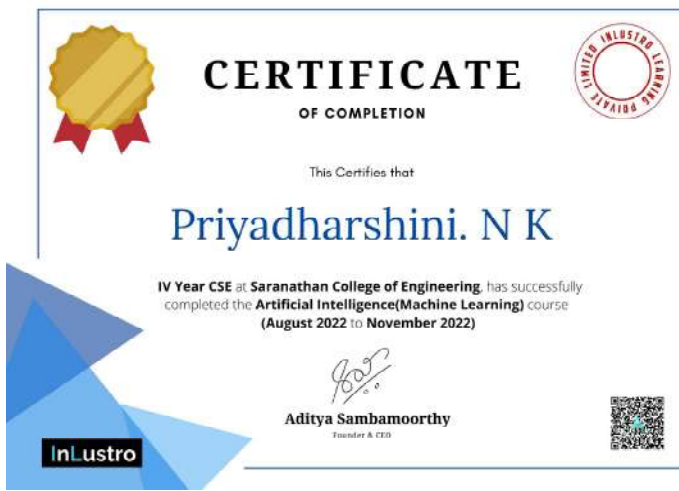 CERTIFICATE
OF COMPLETION
INLUSTRO LEARNING PRIVATE LIMITED
This Certifies that
Priyadharshini. N K
IV Year CSE at Saranathan College of Engineering, has successfully
completed the Artificial Intelligence(Machine Learning) course
(August 2022 to November 2022)
Aditya Sambamoorthy
Founder & CEO
InLustro